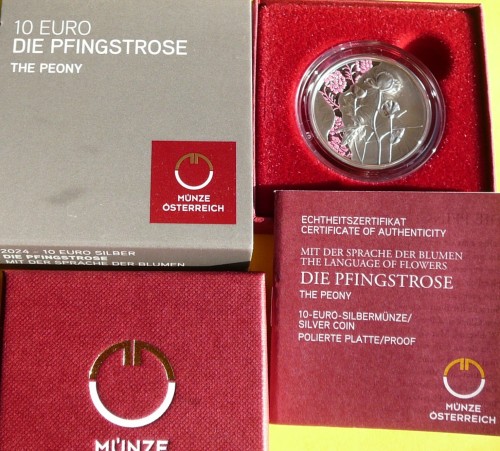 10 EURO
DIE PFINGSTROSE
THE PEONY
MÜNZE
ÖSTERREICH
2024 – 10 EURO SILBER
DIE PFINGSTROSE
MIT DER SPRACHE DER BLUMEN
MÜNZE
ECHTHEITSZERTIFIKAT
CERTIFICATE OF AUTHENTICITY
MIT DER SPRACHE DER BLUMEN
THE LANGUAGE OF FLOWERS
DIE PFINGSTROSE
THE PEONY
10-EURO-SILBERMÜNZE/
SILVER COIN
POLIERTE PLATTE/PROOF
MÜNZE
ÖSTERREICH